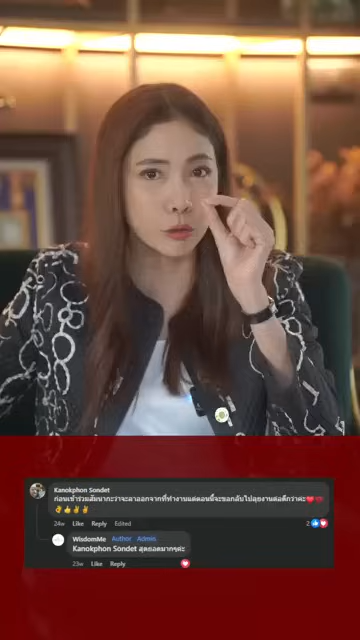 Kanokphon Sondet
ก่อนเข้าร่วมสัมนากะว่าจะลาออกจากที่ทำงานแต่ตอนนี้จะขอกลับไปลุยงานต่อดีกว่าค่ะ❤️
👌👍✌️✌️
24w Like Reply Edited 2
WisdomMe Author Admin
Kanokphon Sondet สุดยอดมากๆค่ะ
23w Like Reply